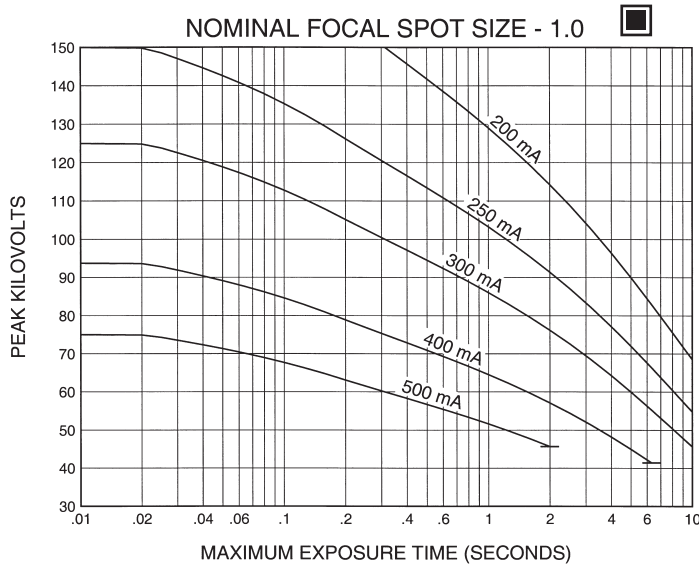 NOMINAL FOCAL SPOT SIZE - 1.0
150
140
130
120
110
100
90
80
70
60
50
40
30
PEAK KILOVOLTS
200 mA
250 mA
300 mA
400 mA
500 mA
.01 .02 .04 .06 .1 .2 .4 .6 1 2 4 6 10
MAXIMUM EXPOSURE TIME (SECONDS)